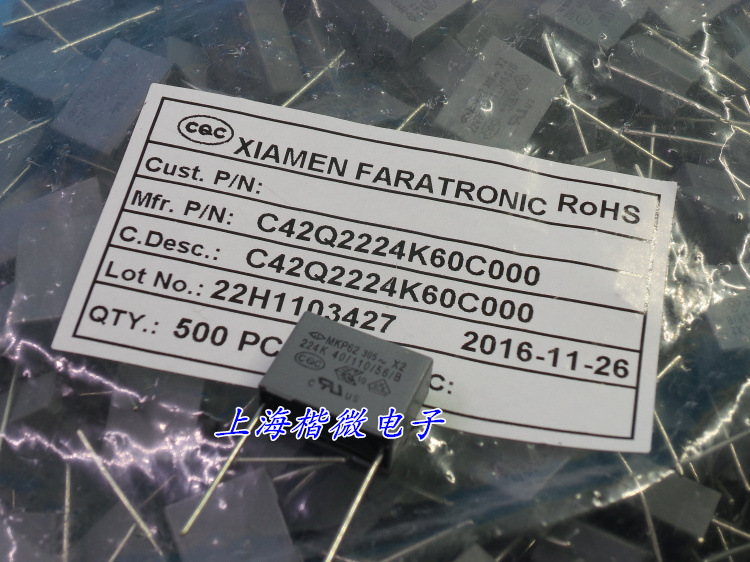 CQC XIAMEN FARATRONIC RoHS
Cust. P/N:
Mfr. P/N: C42Q2224K60C000
C.Desc.: C42Q2224K60C000
Lot No.: 22H1103427 2016-11-26
QTY.: 500 PC
C:
MKP62 305~ X2
224K 40/110/56/B
CQC
c US
上海楷微电子